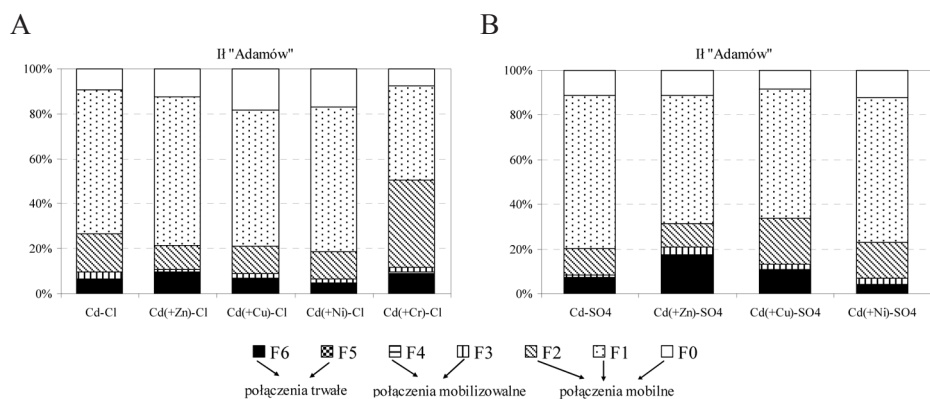 A
B
Ił "Adamów"
100%
80%
60%
40%
20%
0%
Cd-Cl Cd(+Zn)-Cl Cd(+Cu)-Cl Cd(+Ni)-Cl Cd(+Cr)-Cl
Ił "Adamów"
100%
80%
60%
40%
20%
0%
Cd-SO4 Cd(+Zn)-SO4 Cd(+Cu)-SO4 Cd(+Ni)-SO4
F6 F5 F4 F3 F2 F1 F0
połączenia trwałe połączenia mobilizowalne połączenia mobilne